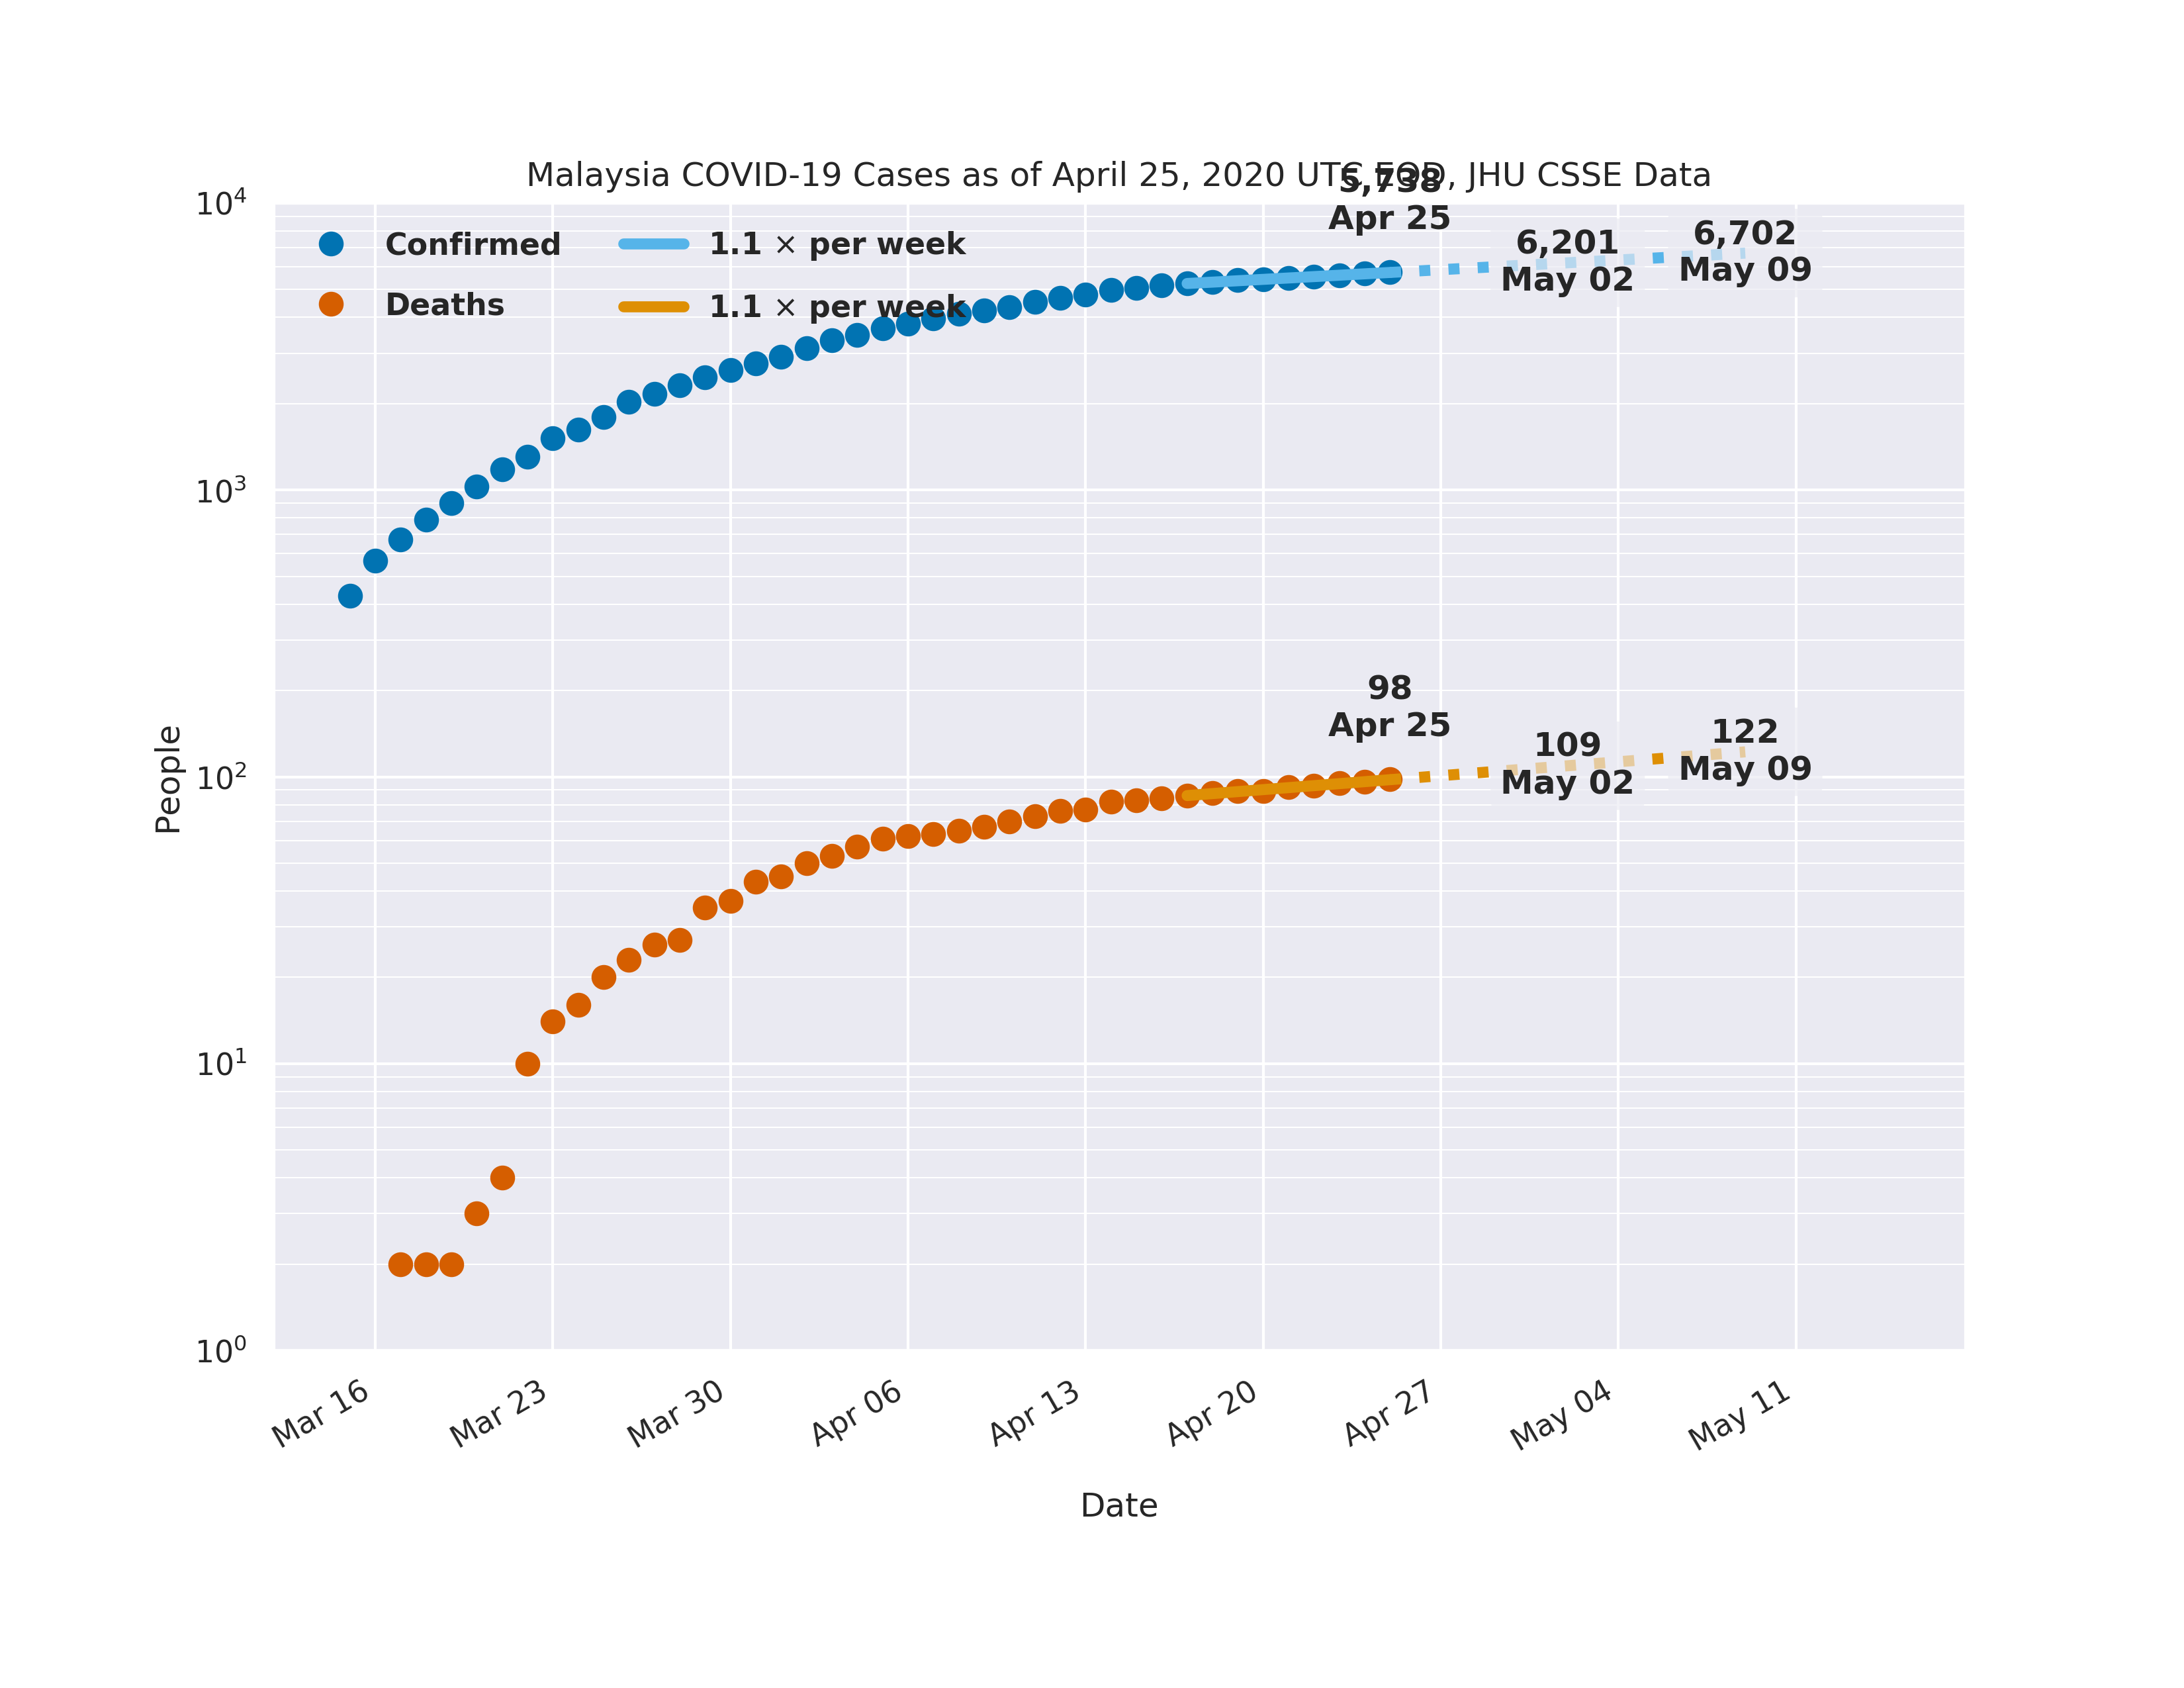 Malaysia COVID-19 Cases as of April 25, 2020 UTC EOD, JHU CSSE Data
5,738
Apr 25
6,201
May 02
6,702
May 09
Confirmed
1.1 × per week
Deaths
1.1 × per week
98
Apr 25
109
May 02
122
May 09
People
10⁴
10³
10²
10¹
10⁰
Mar 16
Mar 23
Mar 30
Apr 06
Apr 13
Apr 20
Apr 27
May 04
May 11
Date